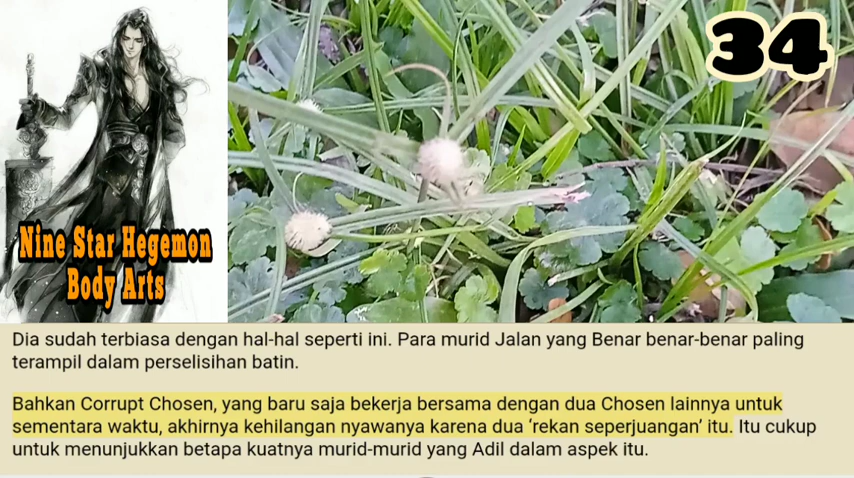 34
Nine Star Hegemon
Body Arts
Dia sudah terbiasa dengan hal-hal seperti ini. Para murid Jalan yang Benar benar-benar paling
terampil dalam perselisihan batin.
Bahkan Corrupt Chosen, yang baru saja bekerja bersama dengan dua Chosen lainnya untuk
sementara waktu, akhirnya kehilangan nyawanya karena dua ‘rekan seperjuangan’ itu. Itu cukup
untuk menunjukkan betapa kuatnya murid-murid yang Adil dalam aspek itu.